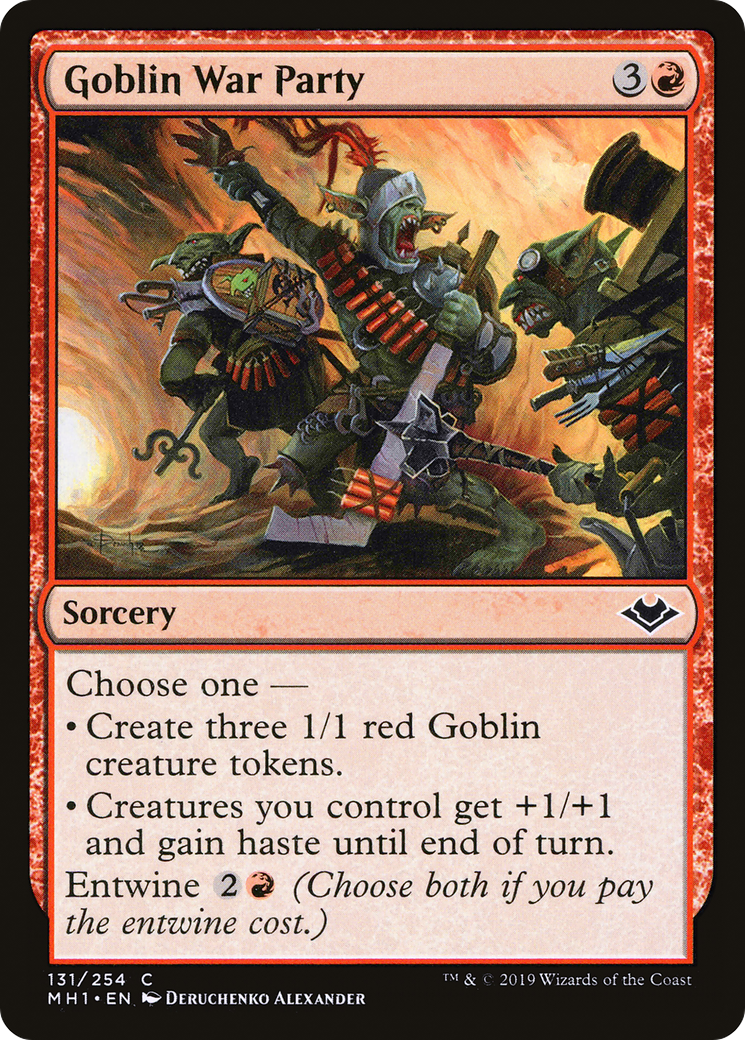 Goblin War Party 3
Sorcery
Choose one —
• Create three 1/1 red Goblin
creature tokens.
• Creatures you control get +1/+1
and gain haste until end of turn.
Entwine 2 (Choose both if you pay
the entwine cost.)
131/254 C
MH1 • EN DERUCHENKO ALEXANDER
™ & © 2019 Wizards of the Coast